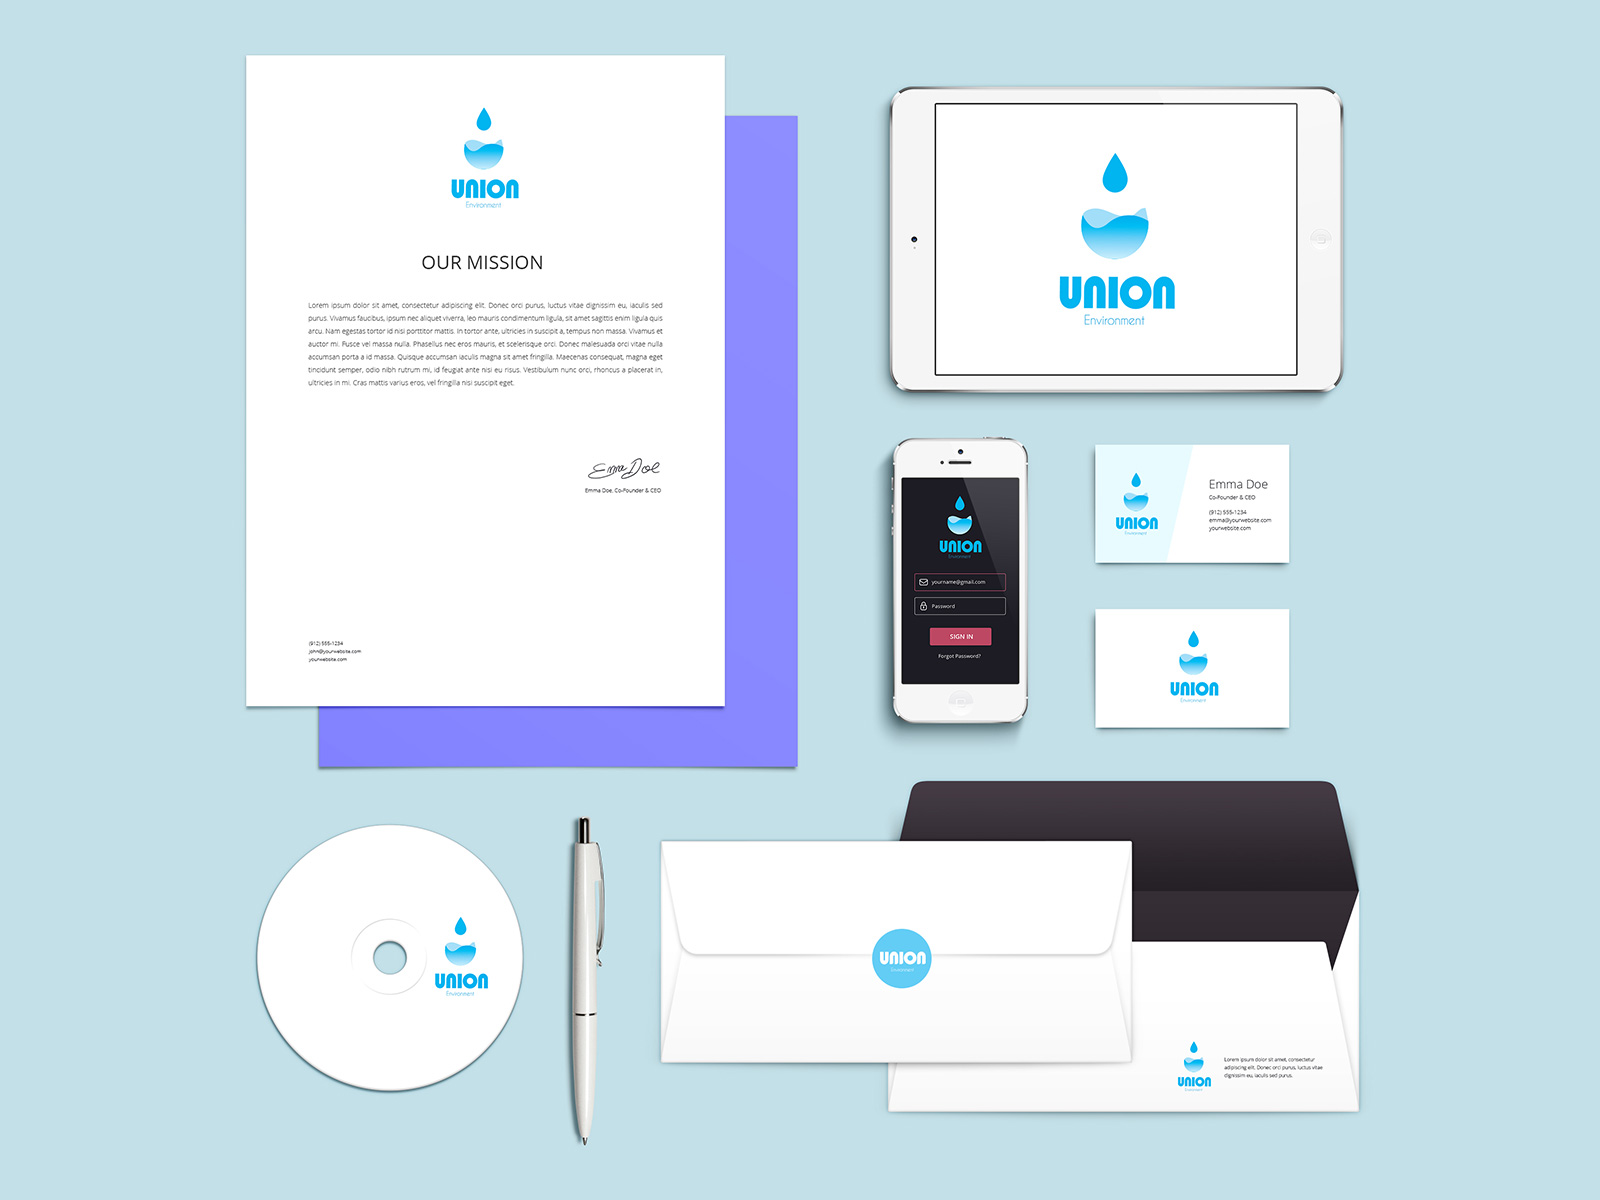 UNION
Environment
OUR MISSION
Lorem ipsum dolor sit amet, consectetur adipiscing elit. Donec orci purus, luctus vitae dignissim eu, iaculis sed
purus. Vivamus faucibus, ipsum nec aliquet viverra, leo mauris condimentum ligula, sit amet sagittis enim ligula quis
arcu. Nam egestas tortor id nisi porttitor mattis. In tortor ante, ultricies in suscipit a, tempus non massa. Vivamus et
auctor mi. Fusce vel massa nulla. Phasellus nec eros mauris, et scelerisque orci. Donec malesuada orci vitae nulla
accumsan porta a id massa. Quisque accumsan iaculis magna sit amet fringilla. Maecenas consequat, magna eget
tincidunt semper, odio nibh rutrum mi, id feugiat ante nisi eu risus. Vestibulum nunc orci, rhoncus a placerat in,
ultricies in mi. Cras mattis varius eros, vel fringilla nisi suscipit eget.
Emma Doe
Emma Doe, Co-Founder & CEO
(912) 555-1234
john@yourwebsite.com
yourwebsite.com
UNION
Environment
UNION
Environment
yourname@gmail.com
Password
SIGN IN
Forgot Password?
UNION
Environment
Emma Doe
Co-Founder & CEO
(912) 555-1234
emma@yourwebsite.com
yourwebsite.com
UNION
Environment
UNION
Environment
UNION
Environment
UNION
Environment
Lorem ipsum dolor sit amet, consectetur
adipiscing elit. Donec orci purus, luctus vitae
dignissim eu, iaculis sed purus.